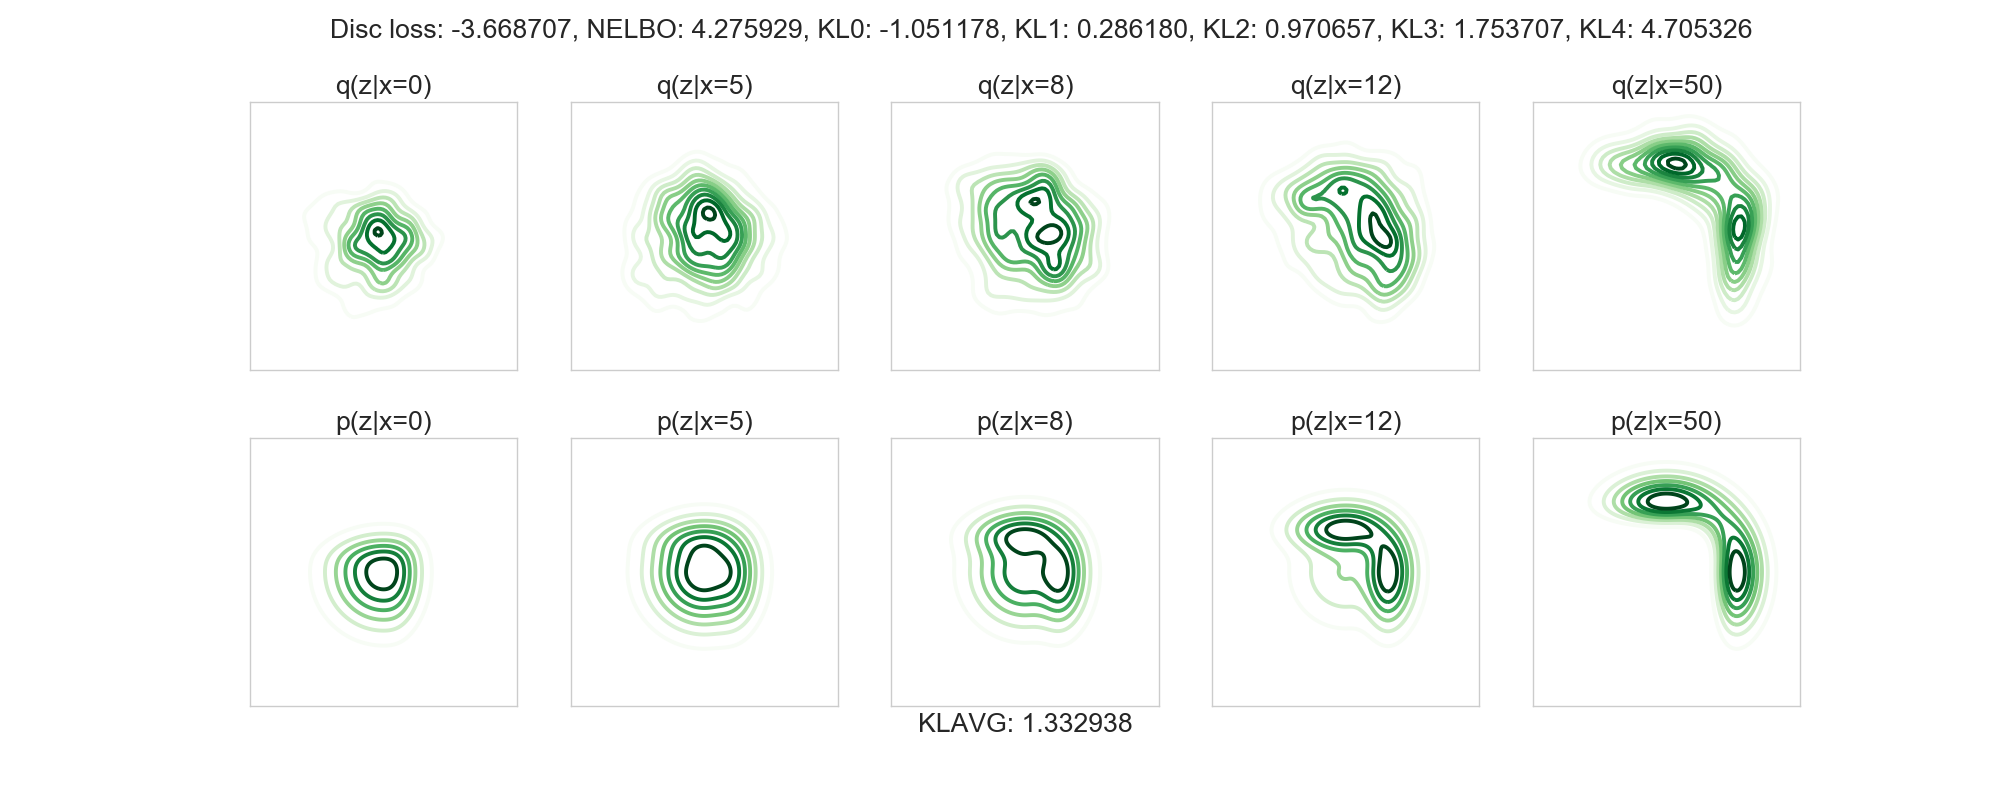 Disc loss: -3.668707, NELBO: 4.275929, KL0: -1.051178, KL1: 0.286180, KL2: 0.970657, KL3: 1.753707, KL4: 4.705326
q(z|x=0) q(z|x=5) q(z|x=8) q(z|x=12) q(z|x=50)
p(z|x=0) p(z|x=5) p(z|x=8) p(z|x=12) p(z|x=50)
KLAVG: 1.332938